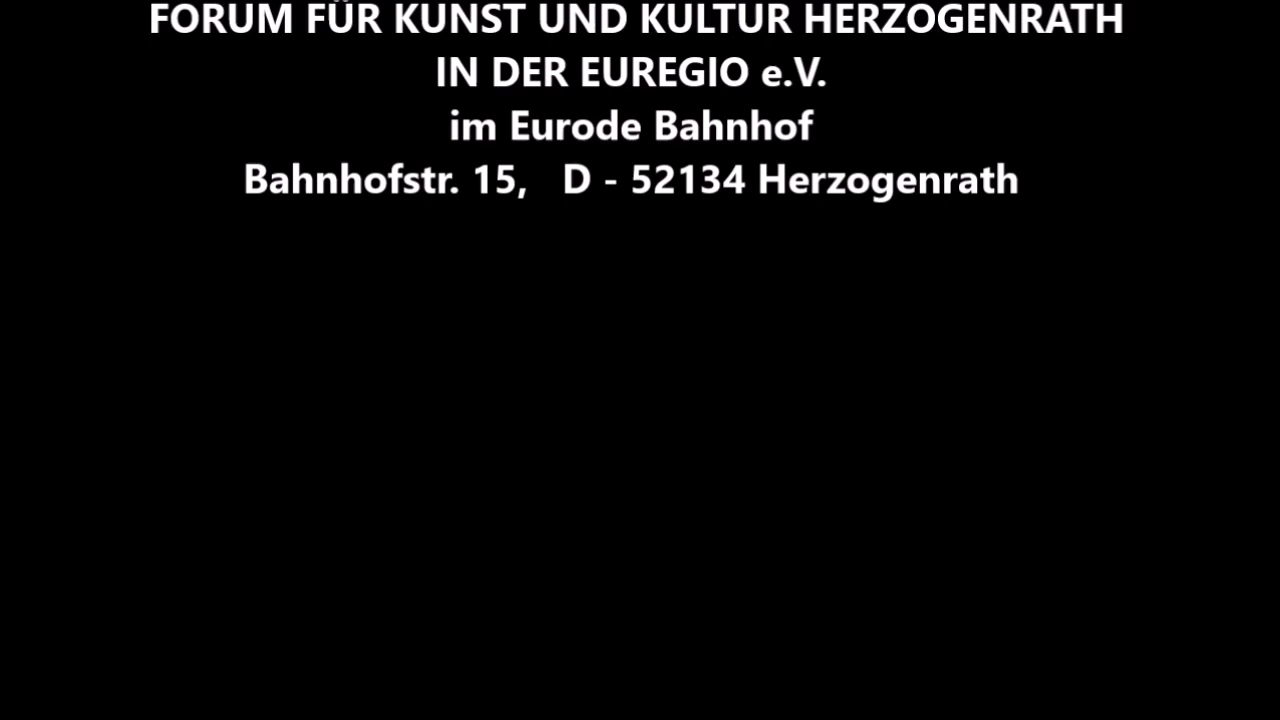 FORUM FÜR KUNST UND KULTUR HERZOGENRATH
IN DER EUREGIO e.V.
im Eurode Bahnhof
Bahnhofstr. 15,   D - 52134 Herzogenrath